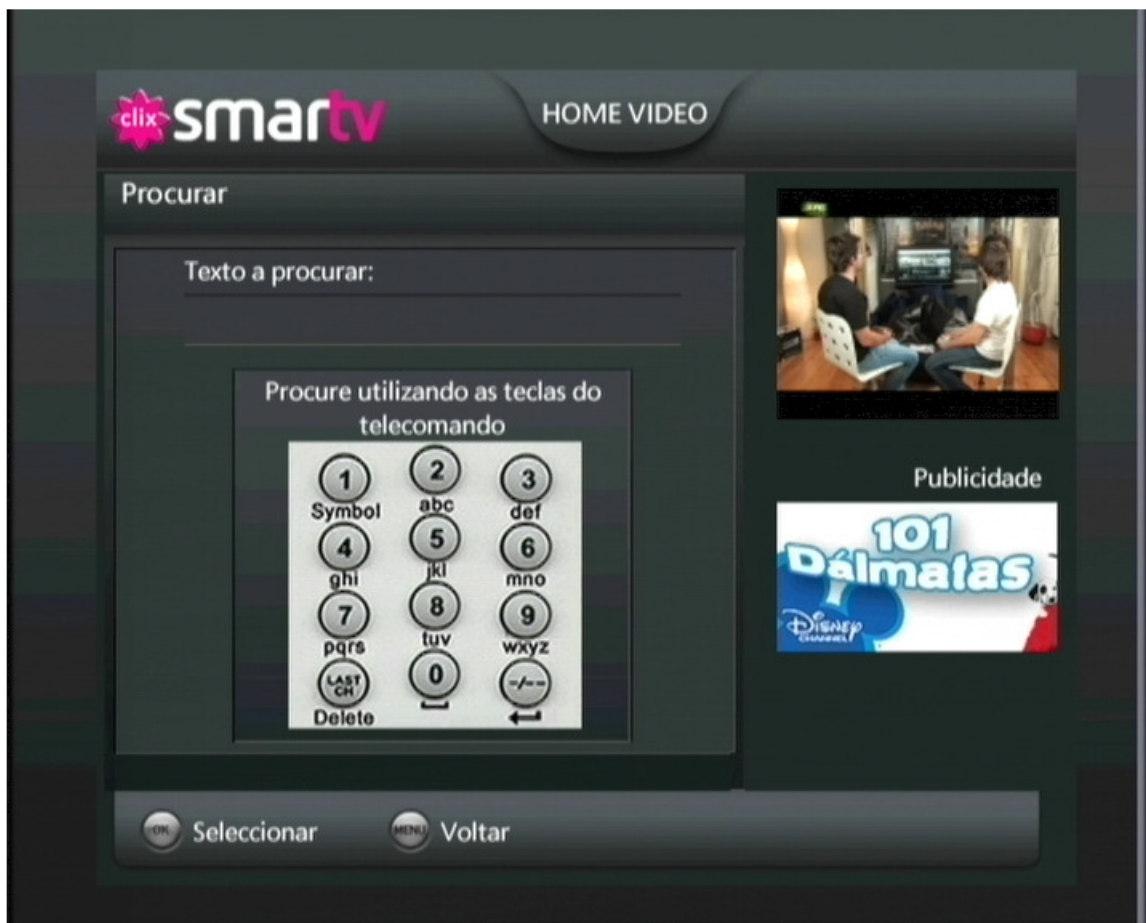 clix smartv
HOME VIDEO
Procurar
Texto a procurar:
Procure utilizando as teclas do
telecomando
1 2 3
Symbol abc def
4 5 6
ghi jkl mno
7 8 9
pqrs tuv wxyz
LAST CH 0 -/--
Delete
Publicidade
101
Dálmatas
Disney
CHANNEL
OK Seleccionar MENU Voltar